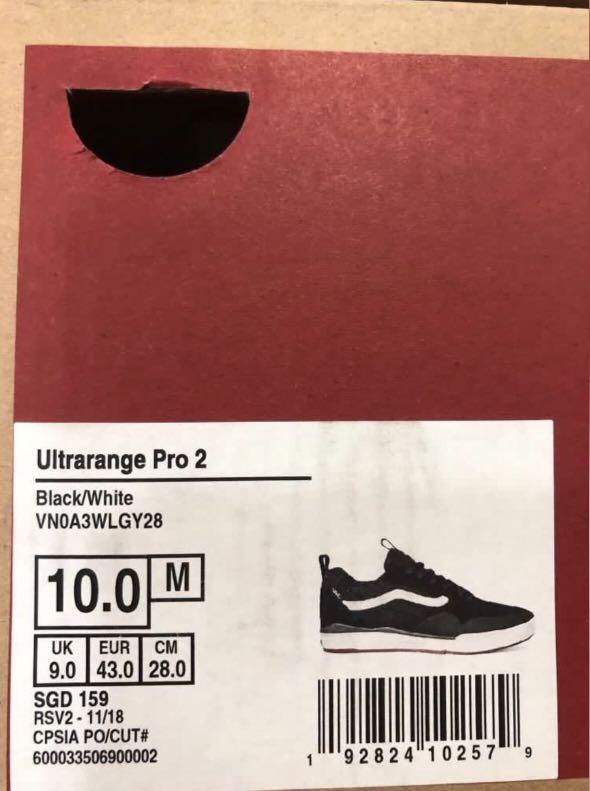 Ultrarange Pro 2
Black/White
VN0A3WLGY28
10.0 M
UK EUR CM
9.0 43.0 28.0
SGD 159
RSV2 - 11/18
CPSIA PO/CUT#
600033506900002
1 92824 10257 9